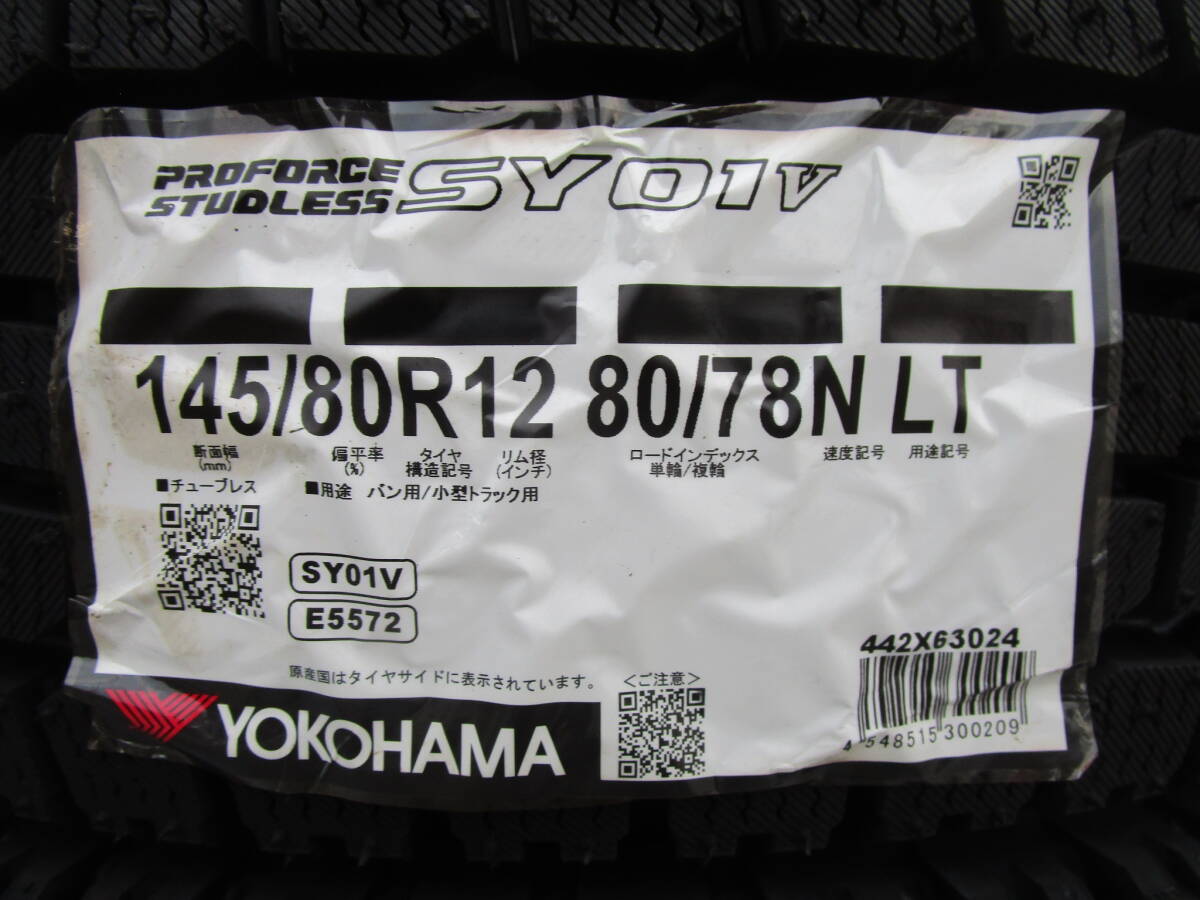 PROFORCE
STUDLESS SY01V
145/80R12 80/78N LT
断面幅 偏平率 タイヤ リム径 ロードインデックス 速度記号 用途記号
(mm) (%) 構造記号 (インチ) 単輪/複輪
■チューブレス ■用途 バン用/小型トラック用
SY01V
E5572
442X63024
原産国はタイヤサイドに表示されています。 <ご注意>
YOKOHAMA
4 548515 300209